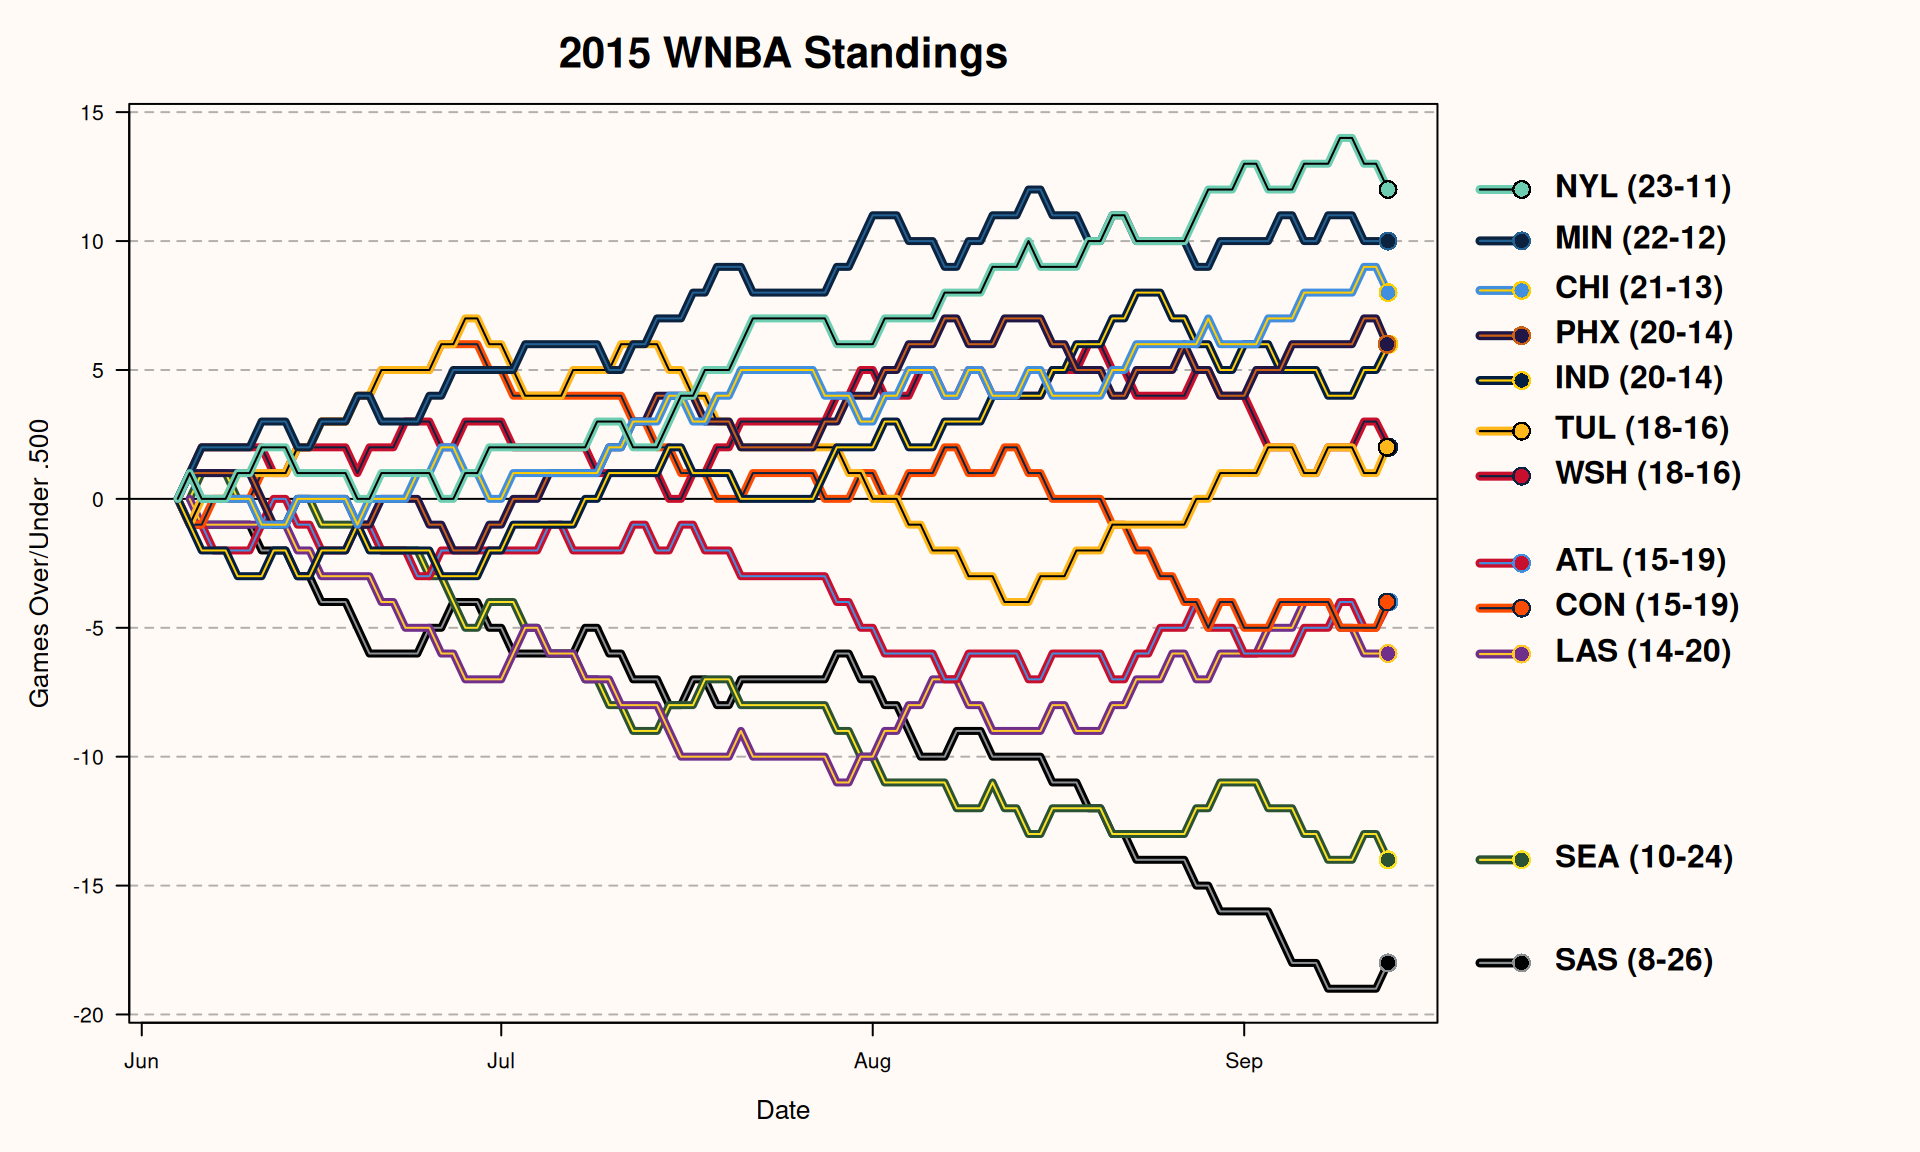 2015 WNBA Standings
15
10
5
0
-5
-10
-15
-20
Games Over/Under .500
Jun
Jul
Aug
Sep
Date
NYL (23-11)
MIN (22-12)
CHI (21-13)
PHX (20-14)
IND (20-14)
TUL (18-16)
WSH (18-16)
ATL (15-19)
CON (15-19)
LAS (14-20)
SEA (10-24)
SAS (8-26)